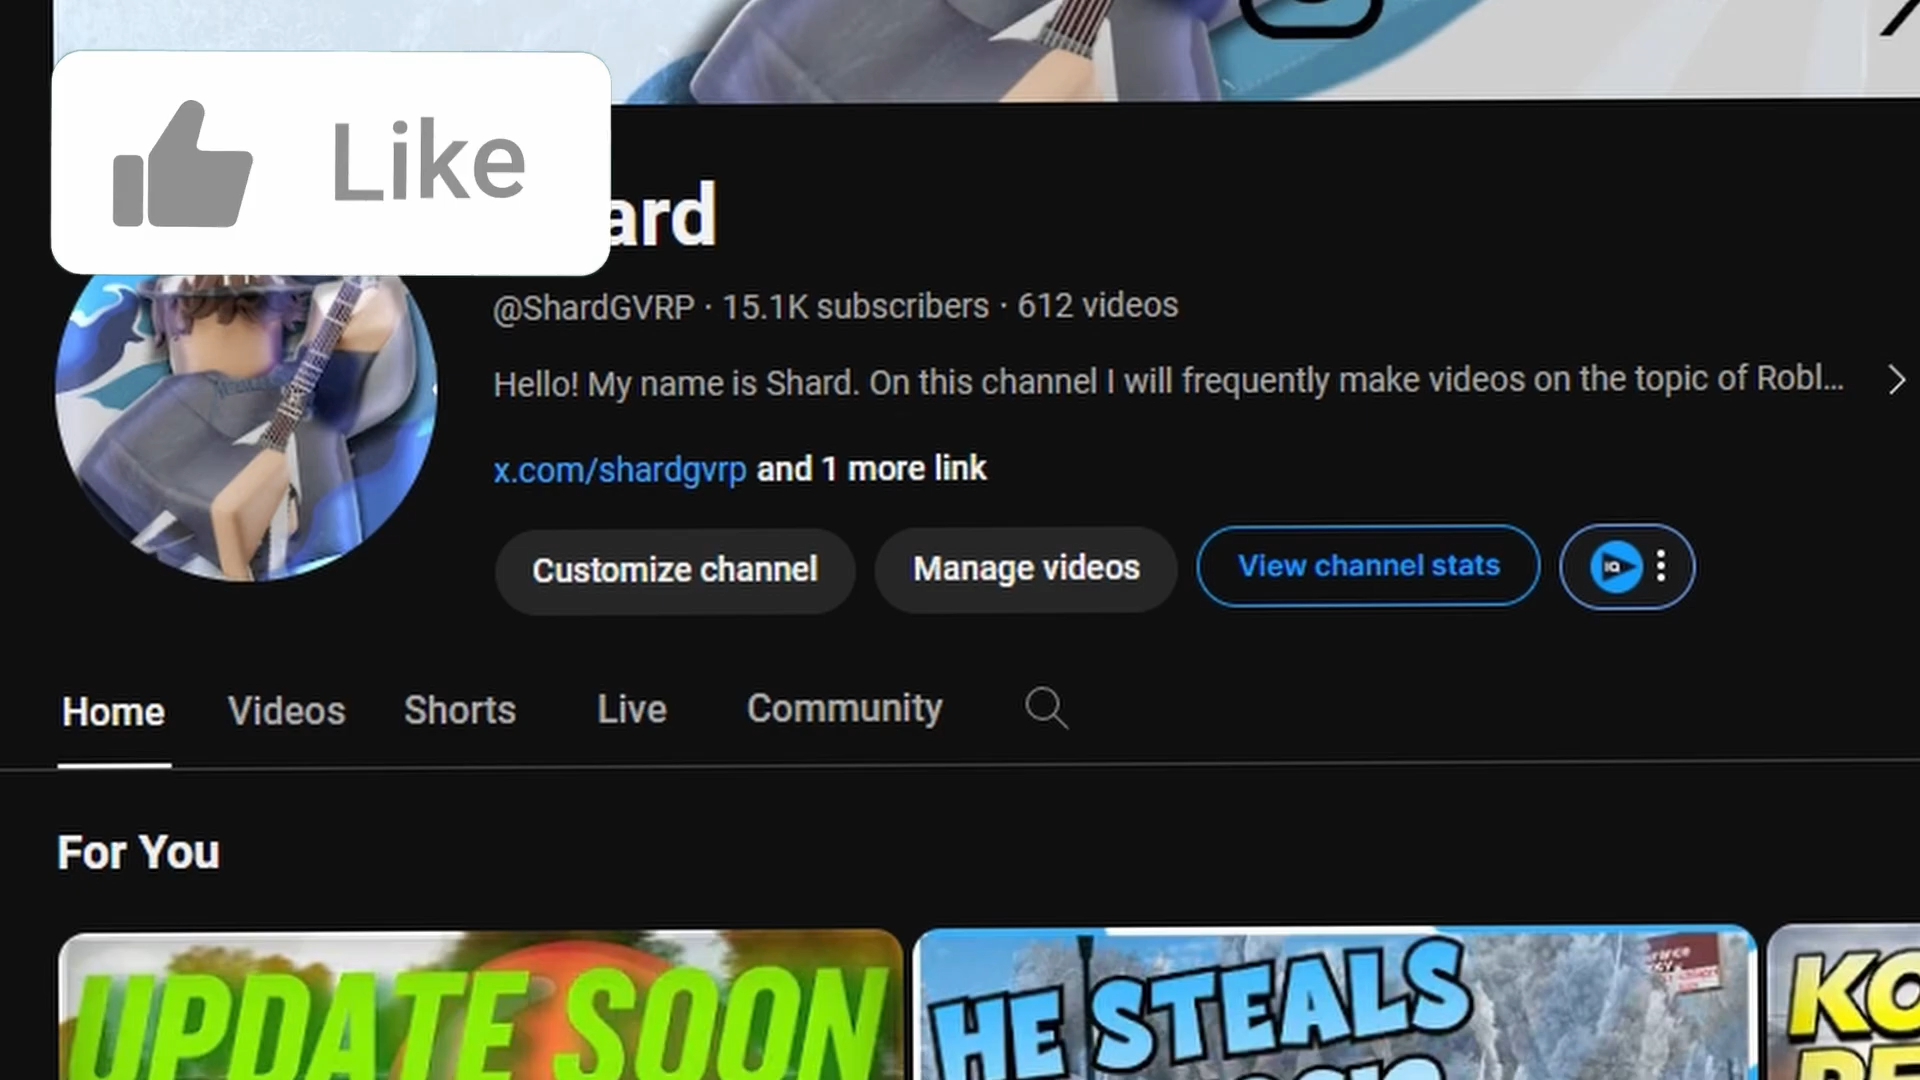 Like
ard
@ShardGVRP · 15.1K subscribers · 612 videos
Hello! My name is Shard. On this channel I will frequently make videos on the topic of Robl...
x.com/shardgvrp and 1 more link
Customize channel
Manage videos
View channel stats
IQ
Home
Videos
Shorts
Live
Community
For You
UPDATE SOON
HE STEALS
KO